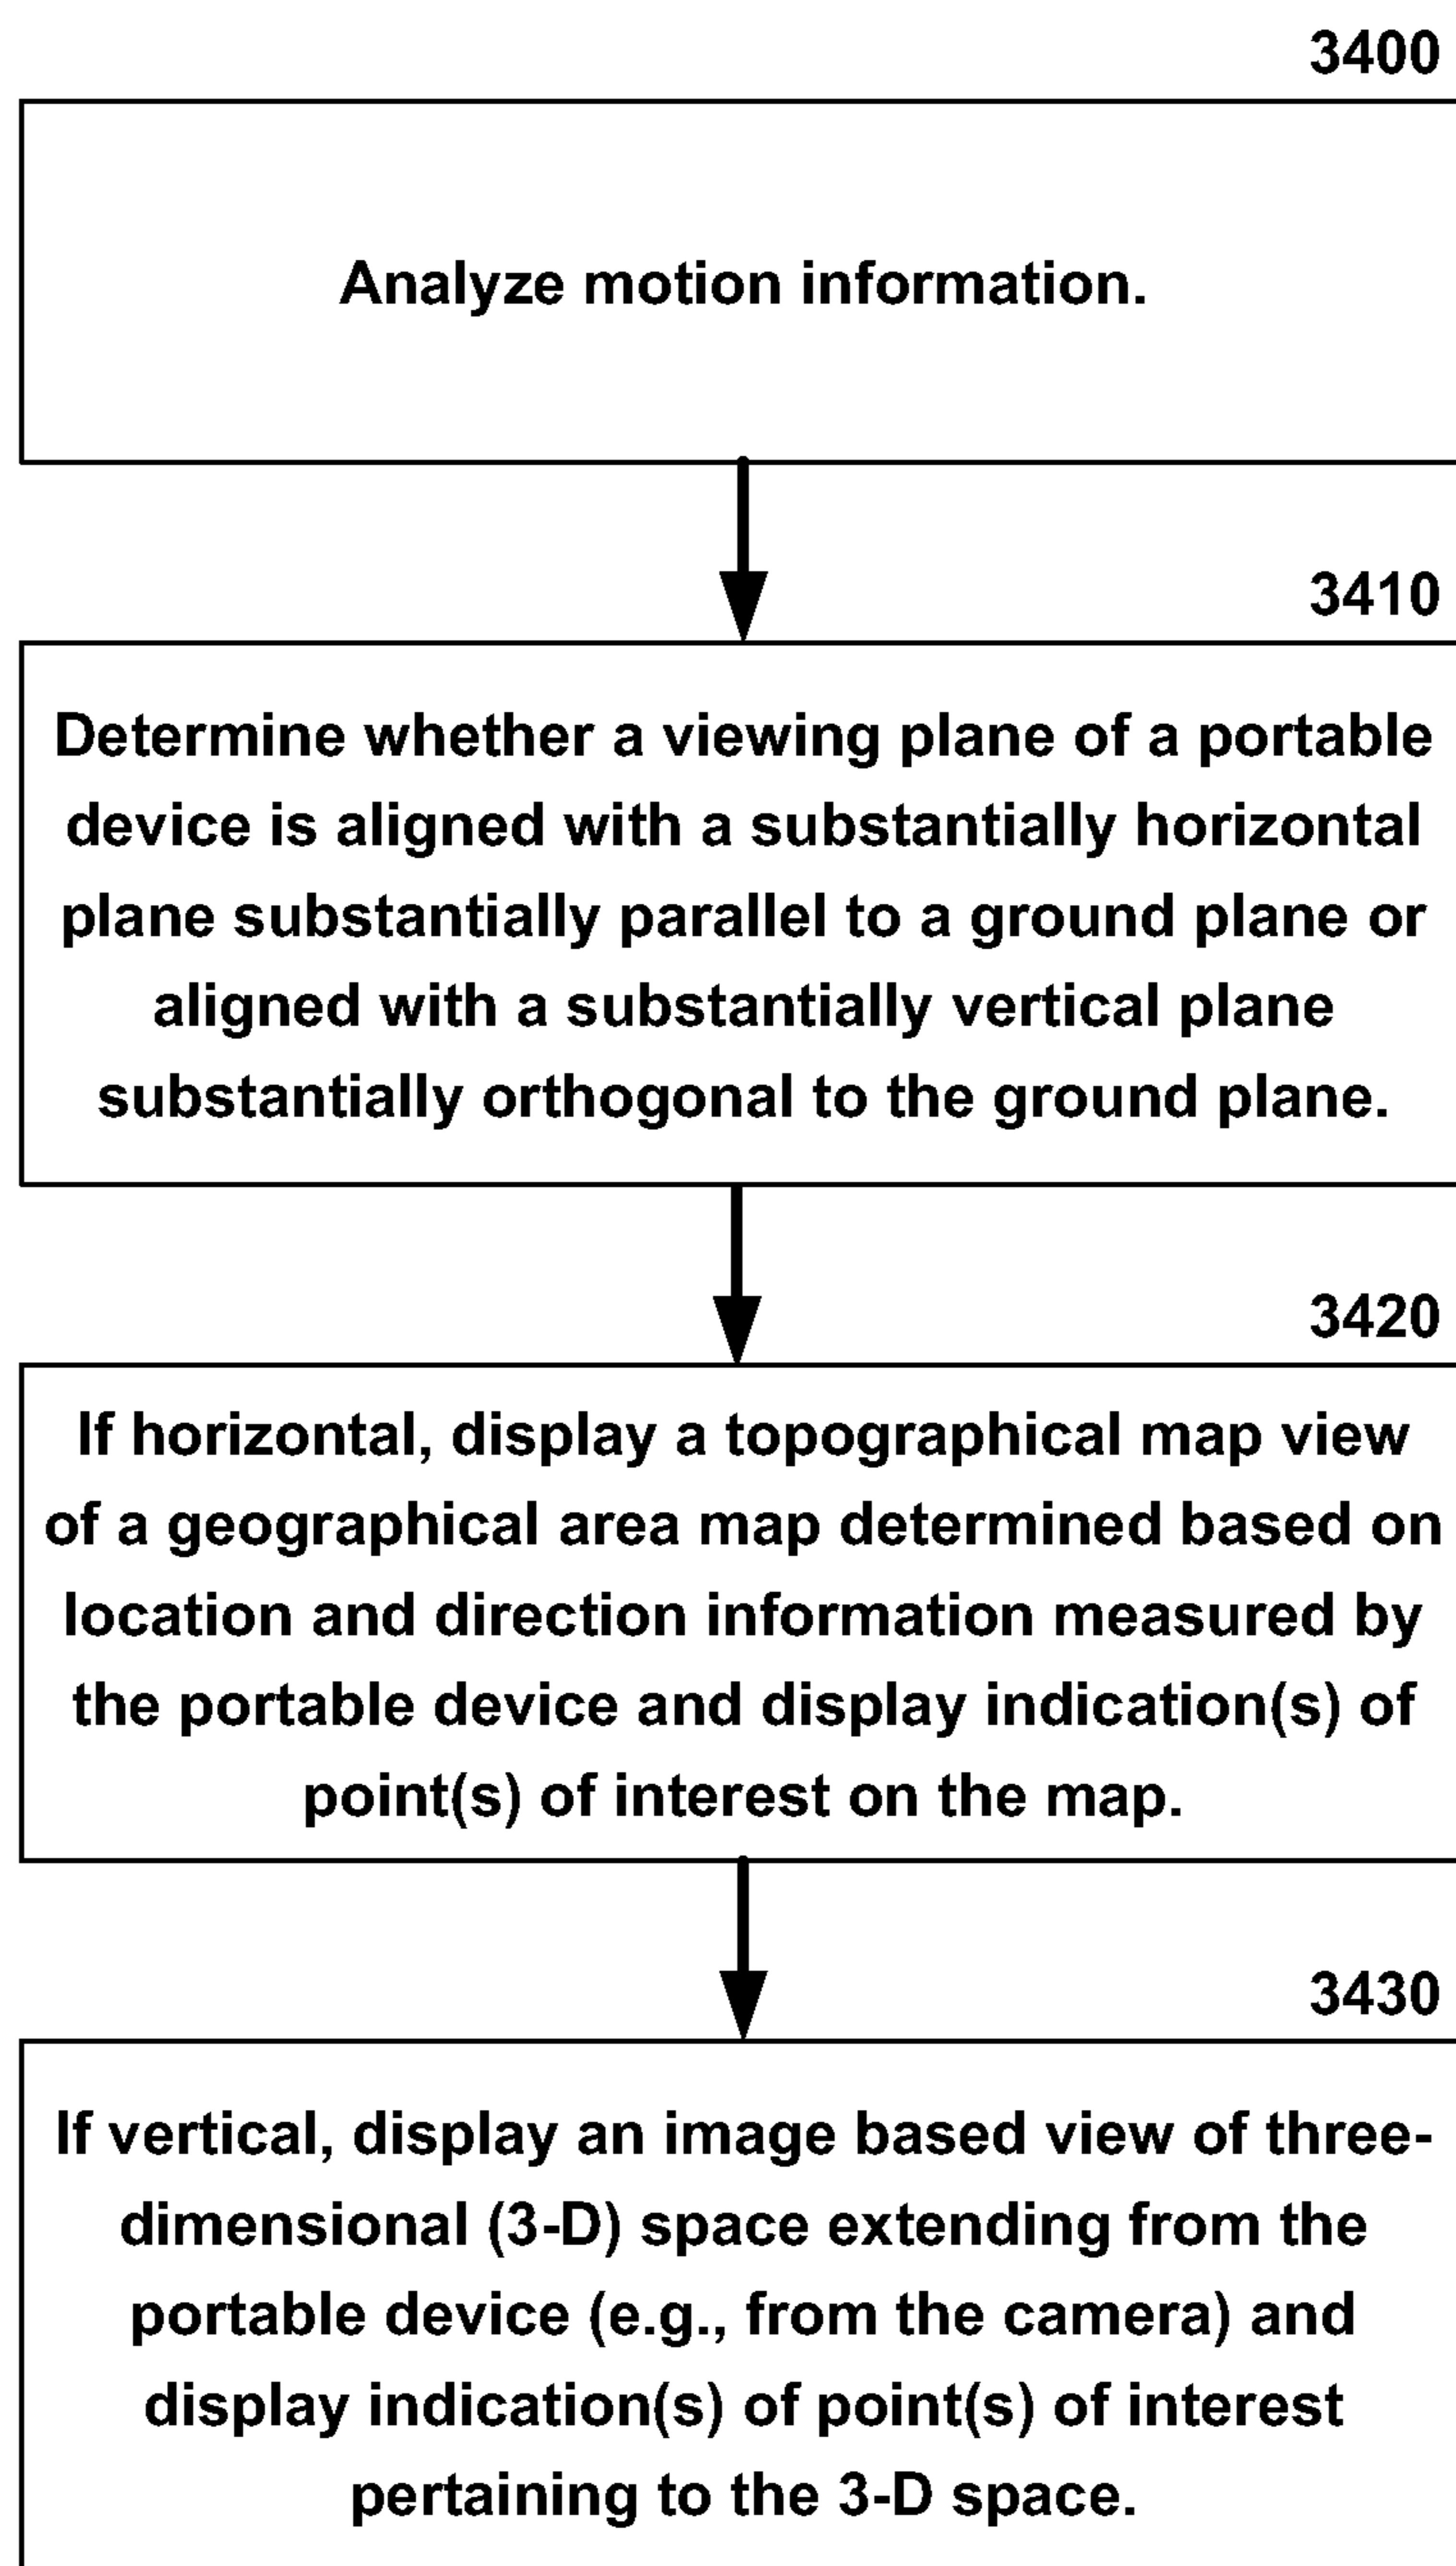 3400
Analyze motion information.
3410
Determine whether a viewing plane of a portable
device is aligned with a substantially horizontal
plane substantially parallel to a ground plane or
aligned with a substantially vertical plane
substantially orthogonal to the ground plane.
3420
If horizontal, display a topographical map view
of a geographical area map determined based on
location and direction information measured by
the portable device and display indication(s) of
point(s) of interest on the map.
3430
If vertical, display an image based view of three-
dimensional (3-D) space extending from the
portable device (e.g., from the camera) and
display indication(s) of point(s) of interest
pertaining to the 3-D space.